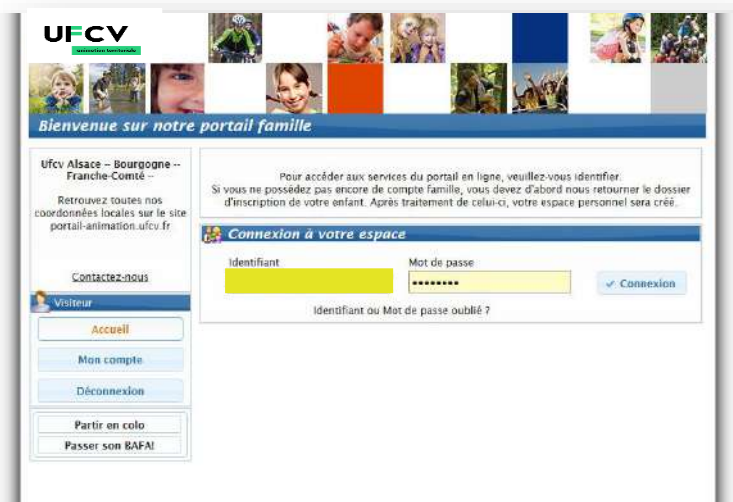 UFCV
animation territoriale
Bienvenue sur notre portail famille
Ufcv Alsace – Bourgogne –
Franche-Comté –
Retrouvez toutes nos
coordonnées locales sur le site
portail-animation.ufcv.fr
Contactez-nous
Visiteur
Accueil
Mon compte
Déconnexion
Partir en colo
Passer son BAFA!
Pour accéder aux services du portail en ligne, veuillez-vous identifier.
Si vous ne possédez pas encore de compte famille, vous devez d'abord nous retourner le dossier
d'inscription de votre enfant. Après traitement de celui-ci, votre espace personnel sera créé.
Connexion à votre espace
Identifiant
Mot de passe
••••••••
Connexion
Identifiant ou Mot de passe oublié ?